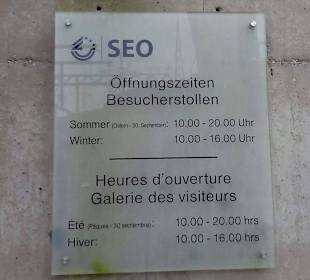 SEO
Öffnungszeiten
Besucherstollen
Sommer (Ostern - 30. September): 10.00 - 20.00 Uhr
Winter: 10.00 - 16.00 Uhr
Heures d'ouverture
Galerie des visiteurs
Été (Pâques - 30 septembre): 10.00 - 20.00 hrs
Hiver: 10.00 - 16.00 hrs